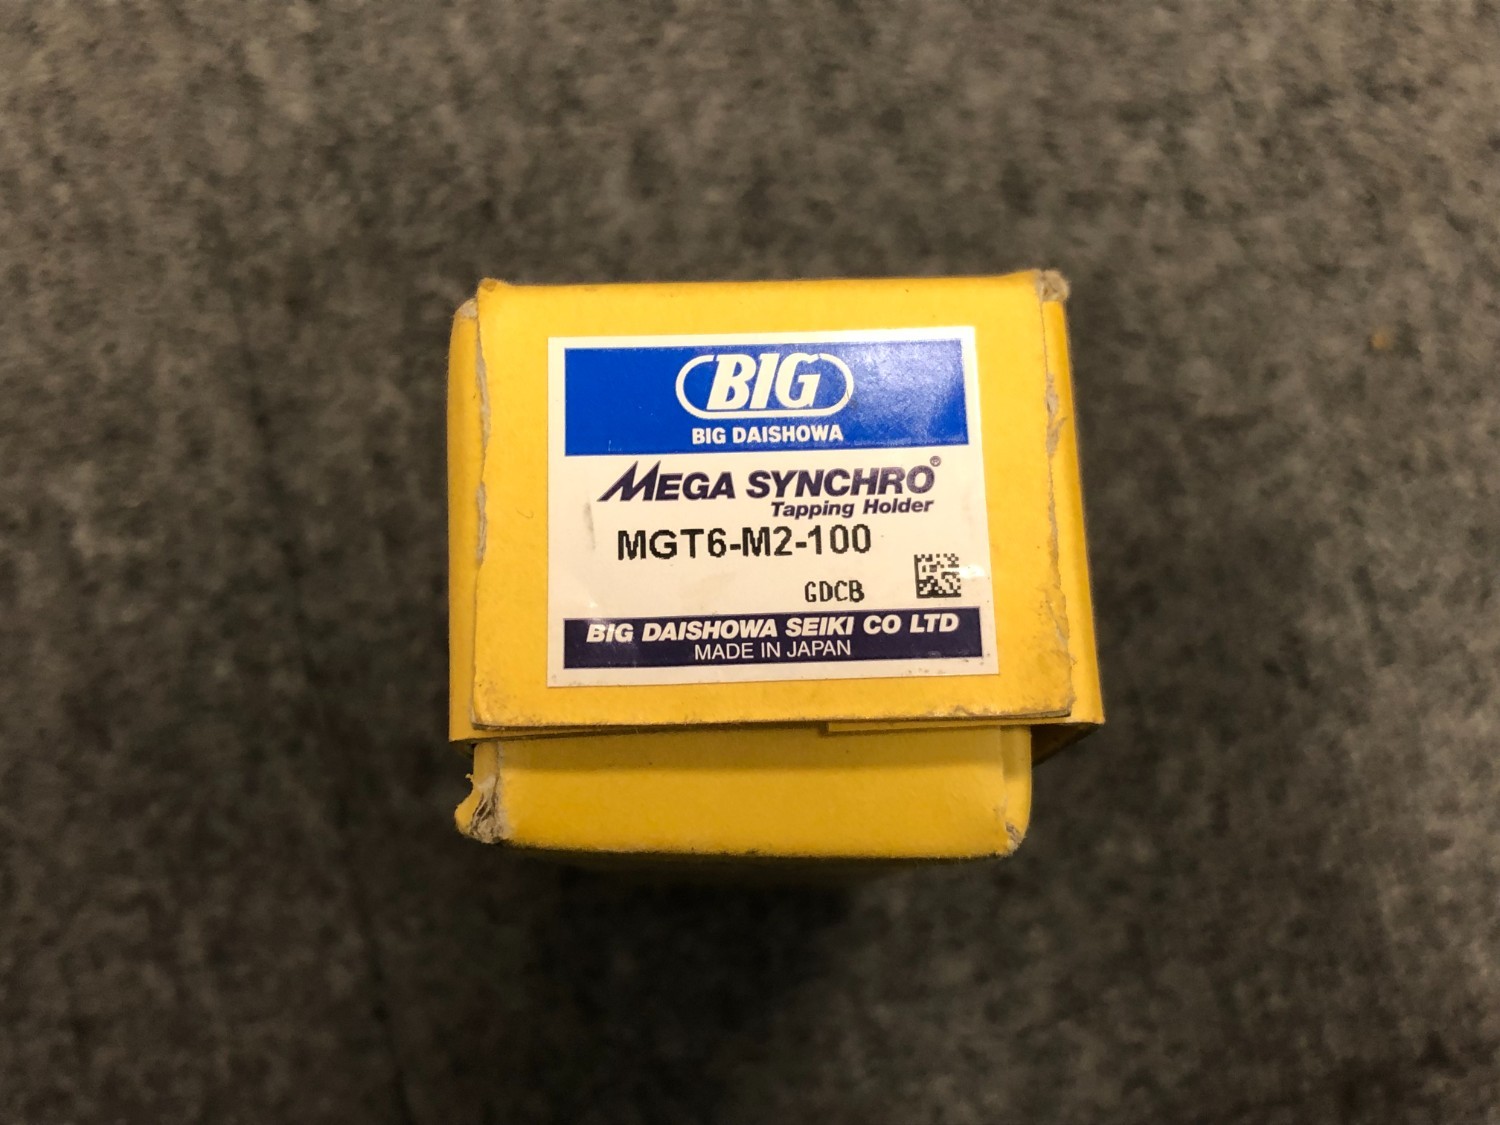 BIG
BIG DAISHOWA
MEGA SYNCHRO®
Tapping Holder
MGT6-M2-100
GDCB
BIG DAISHOWA SEIKI CO LTD
MADE IN JAPAN